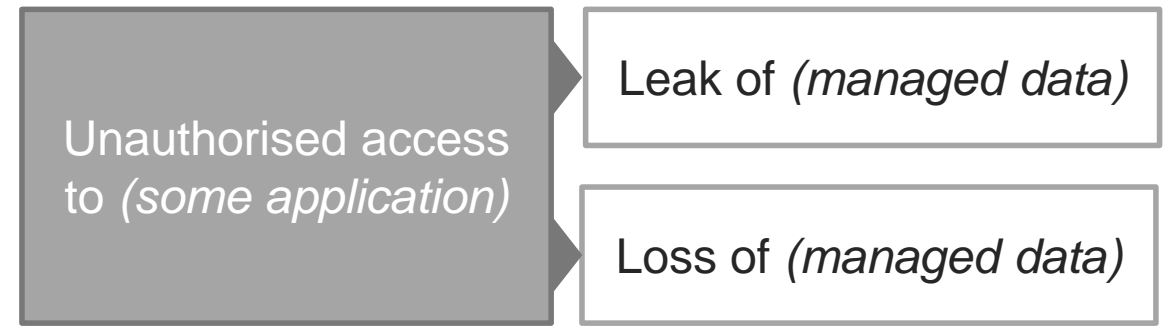 Unauthorised access
to (some application)
Leak of (managed data)
Loss of (managed data)